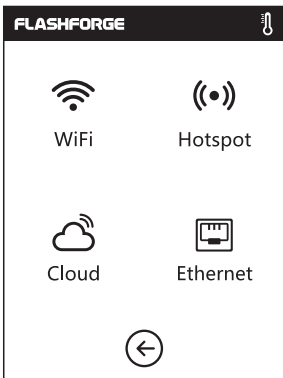 FLASHFORGE
WiFi
Hotspot
Cloud
Ethernet